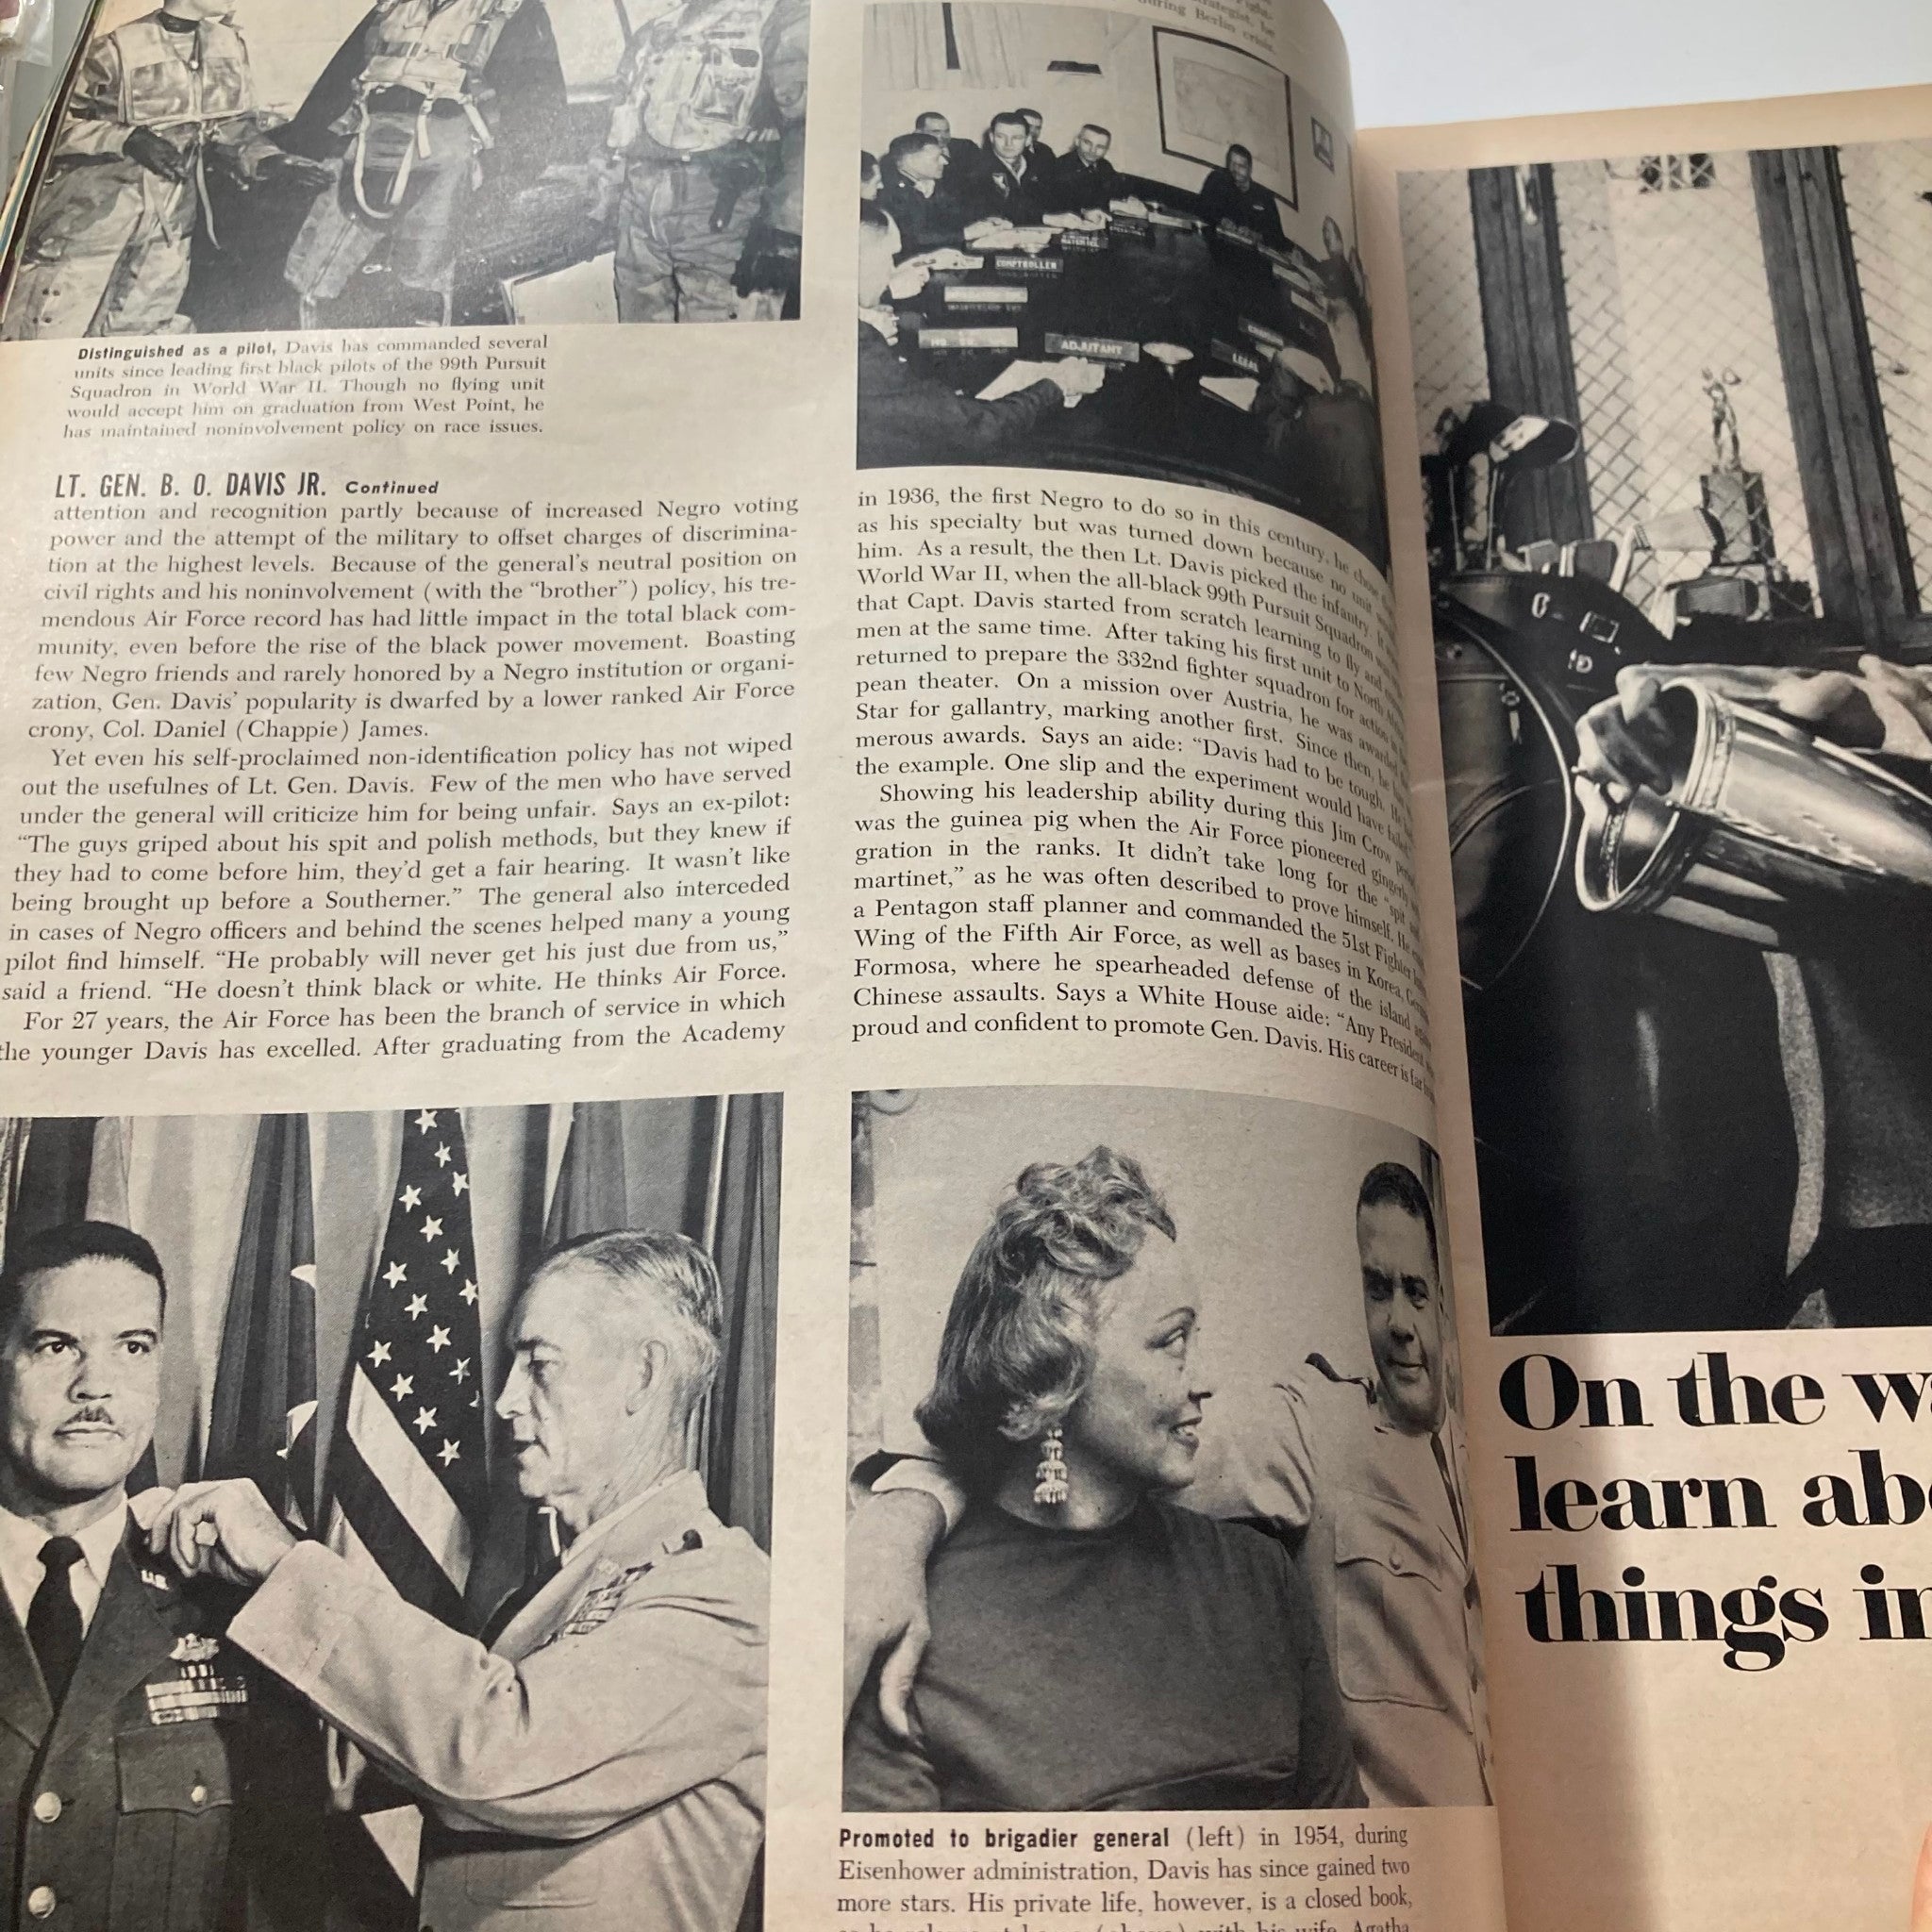 during Berlin crisis.
COMPTROLLER
ADJUTANT
LEGAL
Distinguished as a pilot, Davis has commanded several
units since leading first black pilots of the 99th Pursuit
Squadron in World War II. Though no flying unit
would accept him on graduation from West Point, he
has maintained noninvolvement policy on race issues.
LT. GEN. B. O. DAVIS JR. Continued
attention and recognition partly because of increased Negro voting
power and the attempt of the military to offset charges of discrimina-
tion at the highest levels. Because of the general's neutral position on
civil rights and his noninvolvement (with the "brother") policy, his tre-
mendous Air Force record has had little impact in the total black com-
munity, even before the rise of the black power movement. Boasting
few Negro friends and rarely honored by a Negro institution or organi-
zation, Gen. Davis' popularity is dwarfed by a lower ranked Air Force
crony, Col. Daniel (Chappie) James.
Yet even his self-proclaimed non-identification policy has not wiped
out the usefulnes of Lt. Gen. Davis. Few of the men who have served
under the general will criticize him for being unfair. Says an ex-pilot:
"The guys griped about his spit and polish methods, but they knew if
they had to come before him, they'd get a fair hearing. It wasn't like
being brought up before a Southerner." The general also interceded
in cases of Negro officers and behind the scenes helped many a young
pilot find himself. "He probably will never get his just due from us,"
said a friend. "He doesn't think black or white. He thinks Air Force.
For 27 years, the Air Force has been the branch of service in which
the younger Davis has excelled. After graduating from the Academy
in 1936, the first Negro to do so in this century, he chose
as his specialty but was turned down because no unit
him. As a result, the then Lt. Davis picked the infantry. It
World War II, when the all-black 99th Pursuit Squadron was
that Capt. Davis started from scratch learning to fly and
men at the same time. After taking his first unit to North
returned to prepare the 332nd fighter squadron for action in
pean theater. On a mission over Austria, he was awarded
Star for gallantry, marking another first. Since then, he
merous awards. Says an aide: "Davis had to be tough. He
the example. One slip and the experiment would have
Showing his leadership ability during this Jim Crow
was the guinea pig when the Air Force pioneered gingerly
gration in the ranks. It didn't take long for the "spit
martinet," as he was often described to prove himself. He
a Pentagon staff planner and commanded the 51st Fighter
Wing of the Fifth Air Force, as well as bases in Korea,
Formosa, where he spearheaded defense of the island
Chinese assaults. Says a White House aide: "Any President
proud and confident to promote Gen. Davis. His career is far
U.S.
Promoted to brigadier general (left) in 1954, during
Eisenhower administration, Davis has since gained two
more stars. His private life, however, is a closed book,
with his wife, Agatha
On the w
learn ab
things in